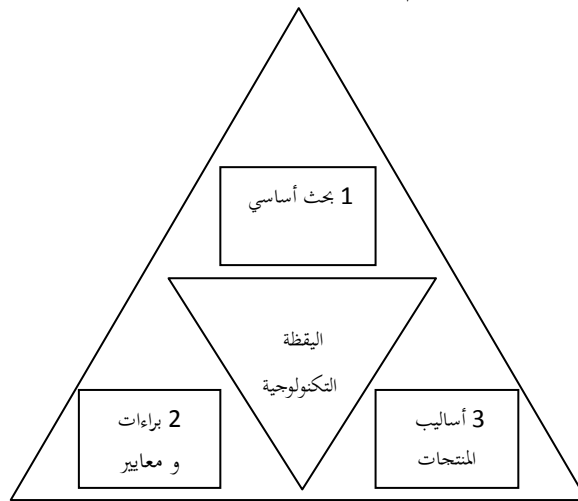 1 بحث أساسي
اليقظة
التكنولوجية
3 أساليب
المنتجات
2 براءات
و معايير